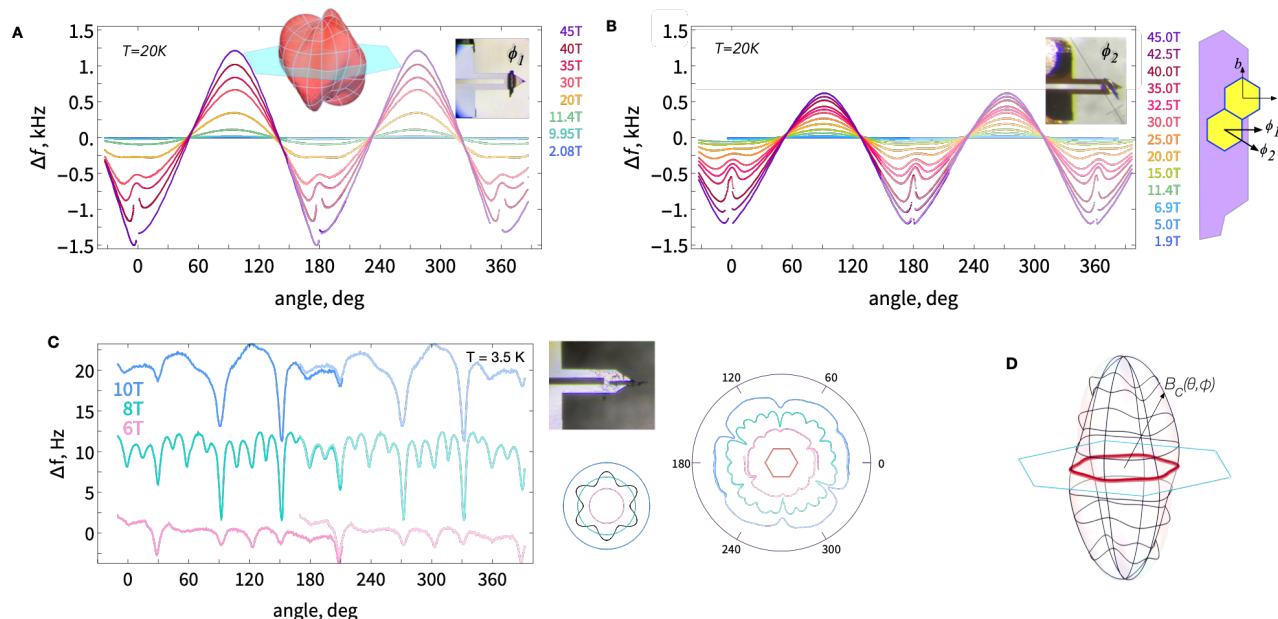 A
Δf, kHz
1.5
1.
0.5
0
−0.5
−1.
−1.5
T=20K
ϕ1
45T
40T
35T
30T
20T
11.4T
9.95T
2.08T
0 60 120 180 240 300 360
angle, deg
B
Δf, kHz
1.5
1.
0.5
0
−0.5
−1.
−1.5
T=20K
ϕ2
45.0T
42.5T
40.0T
35.0T
32.5T
30.0T
25.0T
20.0T
15.0T
11.4T
6.9T
5.0T
1.9T
0 60 120 180 240 300 360
angle, deg
b
ϕ1
ϕ2
C
Δf, Hz
20
15
10
5
0
T = 3.5 K
10T
8T
6T
0 60 120 180 240 300 360
angle, deg
120 60
180 0
240 300
D
BC(θ,ϕ)